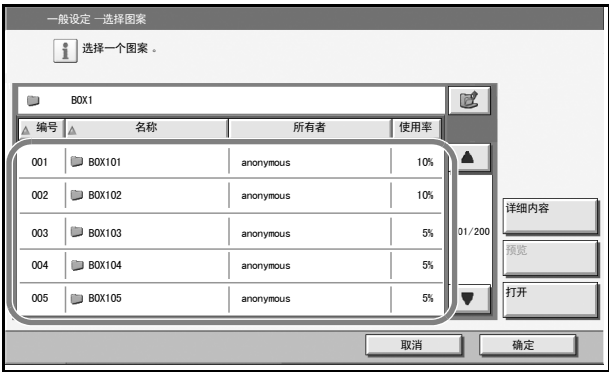 一般设定 —选择图案
选择一个图案 。
BOX1
编号 名称 所有者 使用率
001 BOX101 anonymous 10%
002 BOX102 anonymous 10%
003 BOX103 anonymous 5%
004 BOX104 anonymous 5%
005 BOX105 anonymous 5%
01/200
详细内容
预览
打开
取消 确定